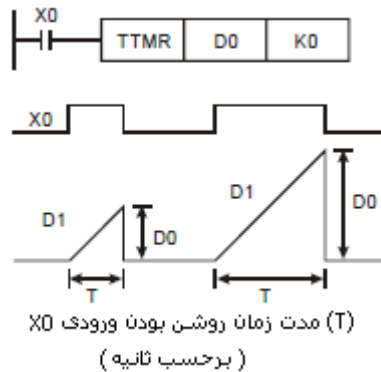 X0
TTMR D0 K0
X0
D1 D0 D1 D0
T T
(T) مدت زمان روشن بودن ورودی X0
( برحسب ثانیه )